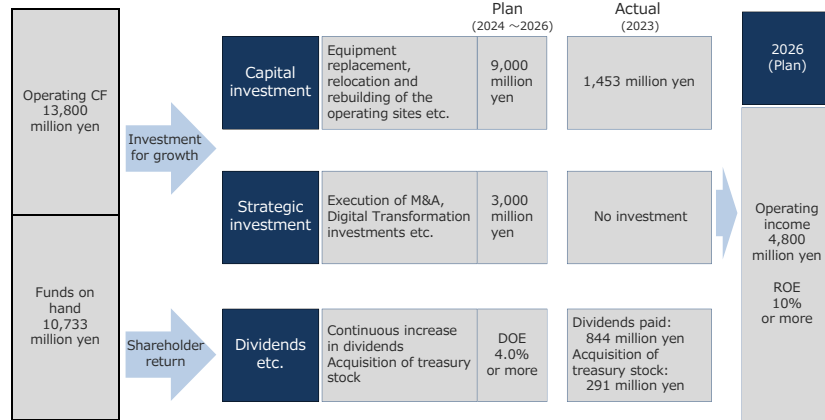 Plan
(2024 ～2026)
Actual
(2023)
Operating CF
13,800
million yen
Funds on
hand
10,733
million yen
Investment
for growth
Shareholder
return
Capital
investment
Equipment
replacement,
relocation and
rebuilding of the
operating sites etc.
9,000
million
yen
1,453 million yen
Strategic
investment
Execution of M&A,
Digital Transformation
investments etc.
3,000
million
yen
No investment
Dividends
etc.
Continuous increase
in dividends
Acquisition of treasury
stock
DOE
4.0%
or more
Dividends paid:
844 million yen
Acquisition of
treasury stock:
291 million yen
2026
(Plan)
Operating
income
4,800
million yen
ROE
10%
or more